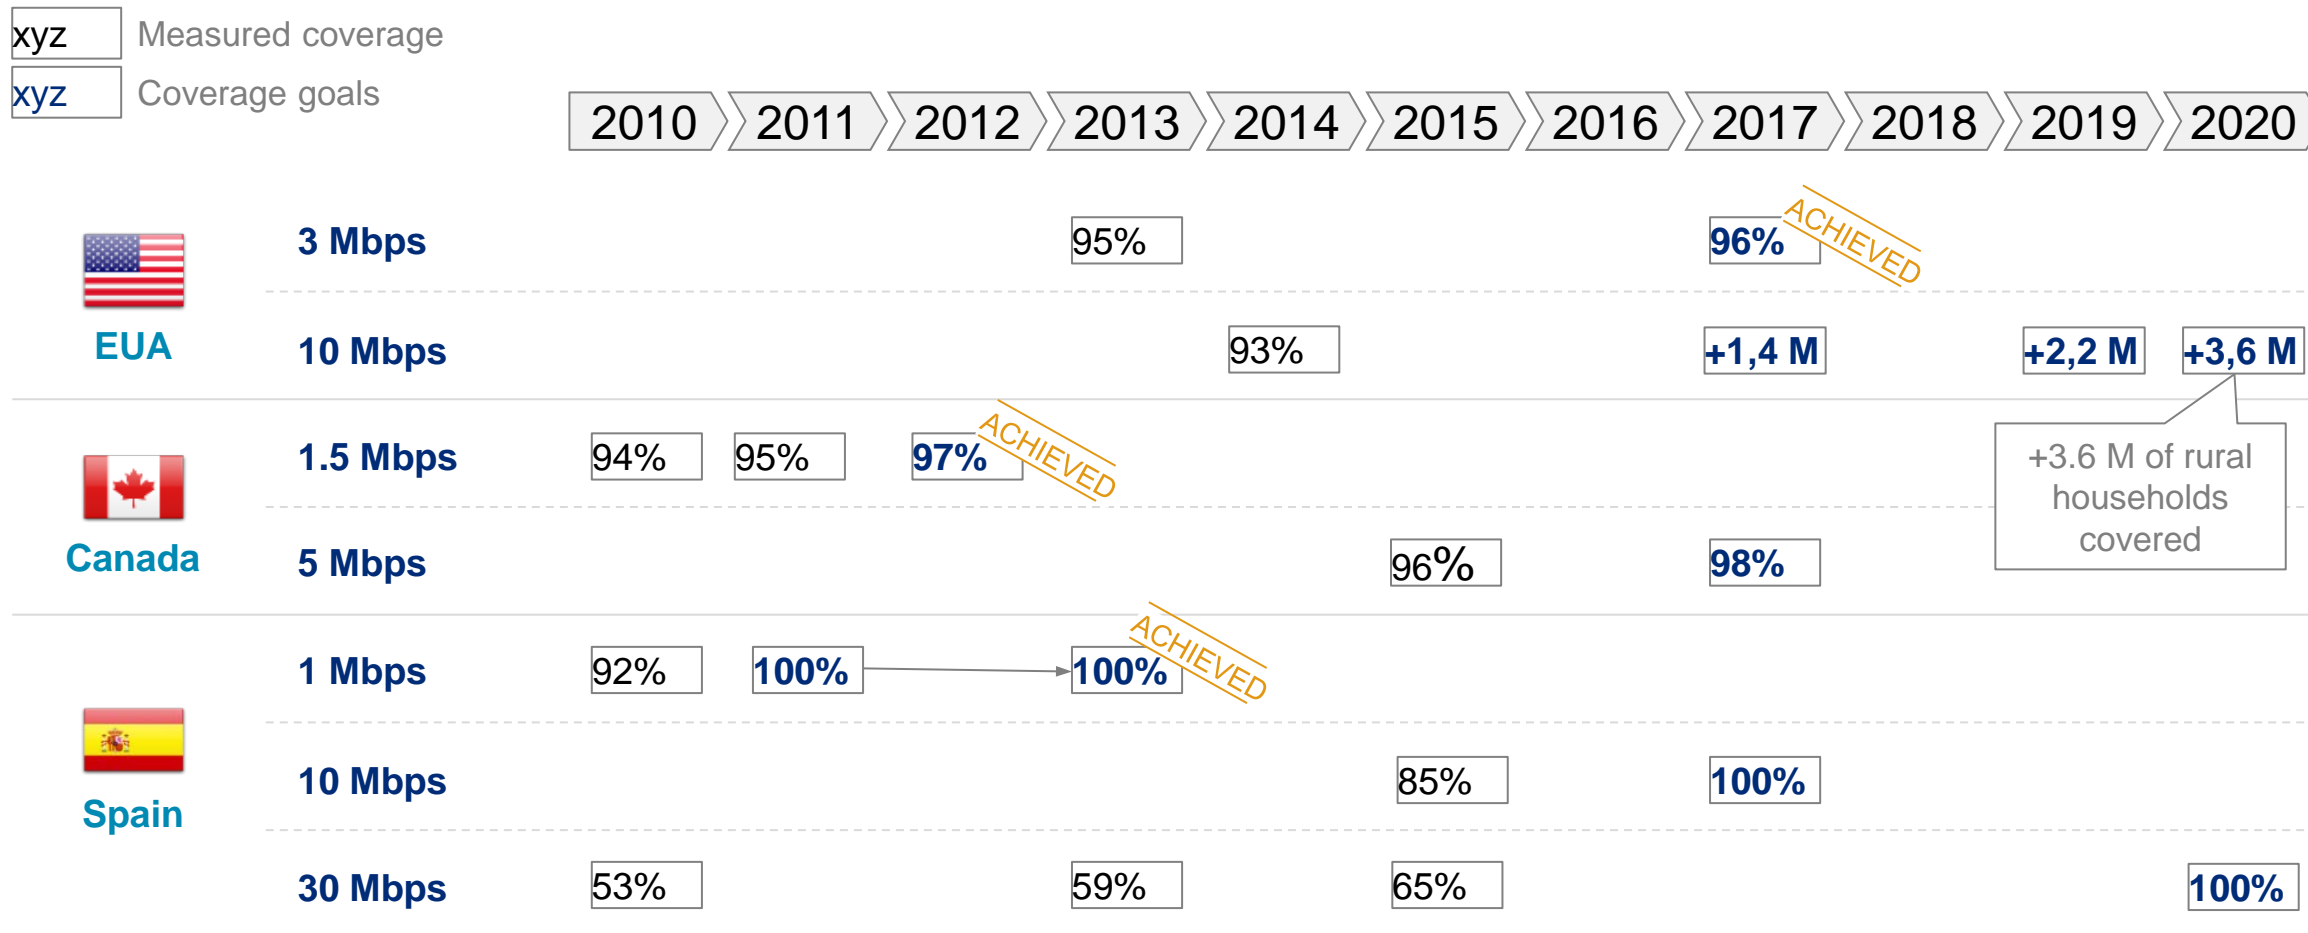 xyz Measured coverage
xyz Coverage goals
2010 2011 2012 2013 2014 2015 2016 2017 2018 2019 2020
3 Mbps 95% 96% ACHIEVED
EUA
10 Mbps 93% +1,4 M +2,2 M +3,6 M
+3.6 M of rural
households
covered
1.5 Mbps 94% 95% 97% ACHIEVED
Canada
5 Mbps 96% 98%
1 Mbps 92% 100% 100% ACHIEVED
10 Mbps 85% 100%
Spain
30 Mbps 53% 59% 65% 100%